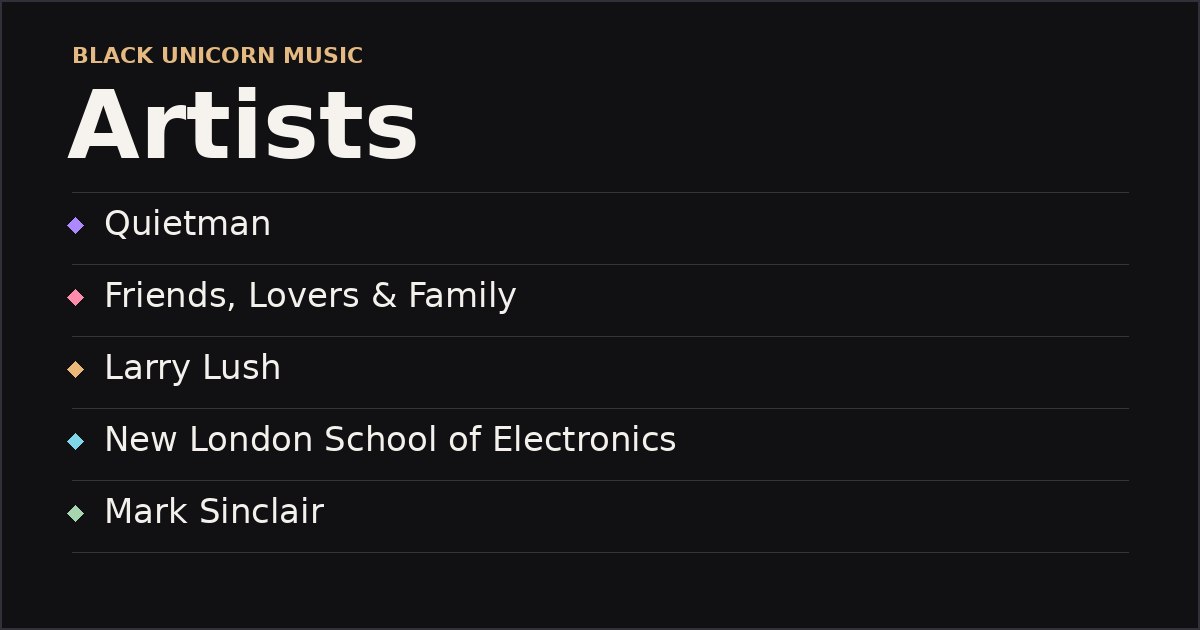 BLACK UNICORN MUSIC
Artists
Quietman
Friends, Lovers & Family
Larry Lush
New London School of Electronics
Mark Sinclair